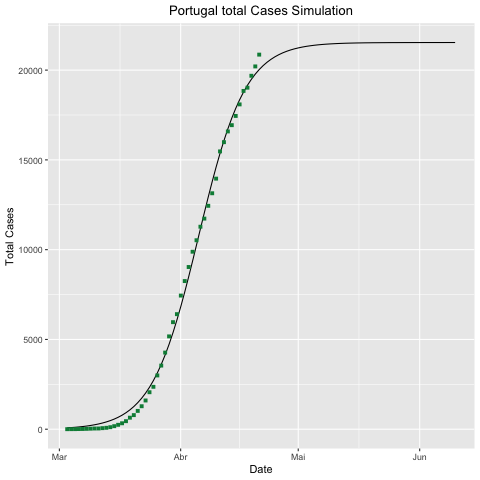 Portugal total Cases Simulation
20000
15000
10000
5000
0
Total Cases
Mar
Abr
Mai
Jun
Date